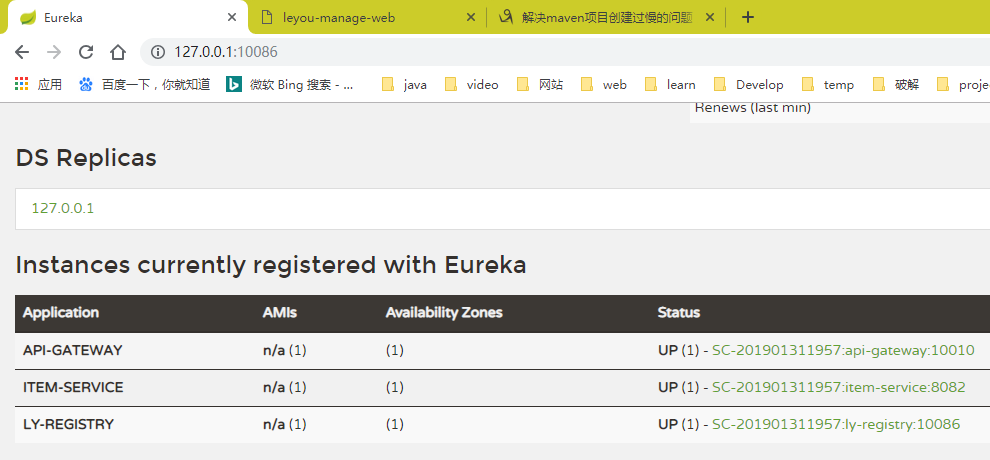 Eureka
leyou-manage-web
解决maven项目创建过慢的问题
127.0.0.1:10086
应用 百度一下，你就知道 微软 Bing 搜索 - ... java video 网站 web learn Develop temp 破解 proje
Renews (last min)
DS Replicas
127.0.0.1
Instances currently registered with Eureka
Application AMIs Availability Zones Status
API-GATEWAY n/a (1) (1) UP (1) - SC-201901311957:api-gateway:10010
ITEM-SERVICE n/a (1) (1) UP (1) - SC-201901311957:item-service:8082
LY-REGISTRY n/a (1) (1) UP (1) - SC-201901311957:ly-registry:10086